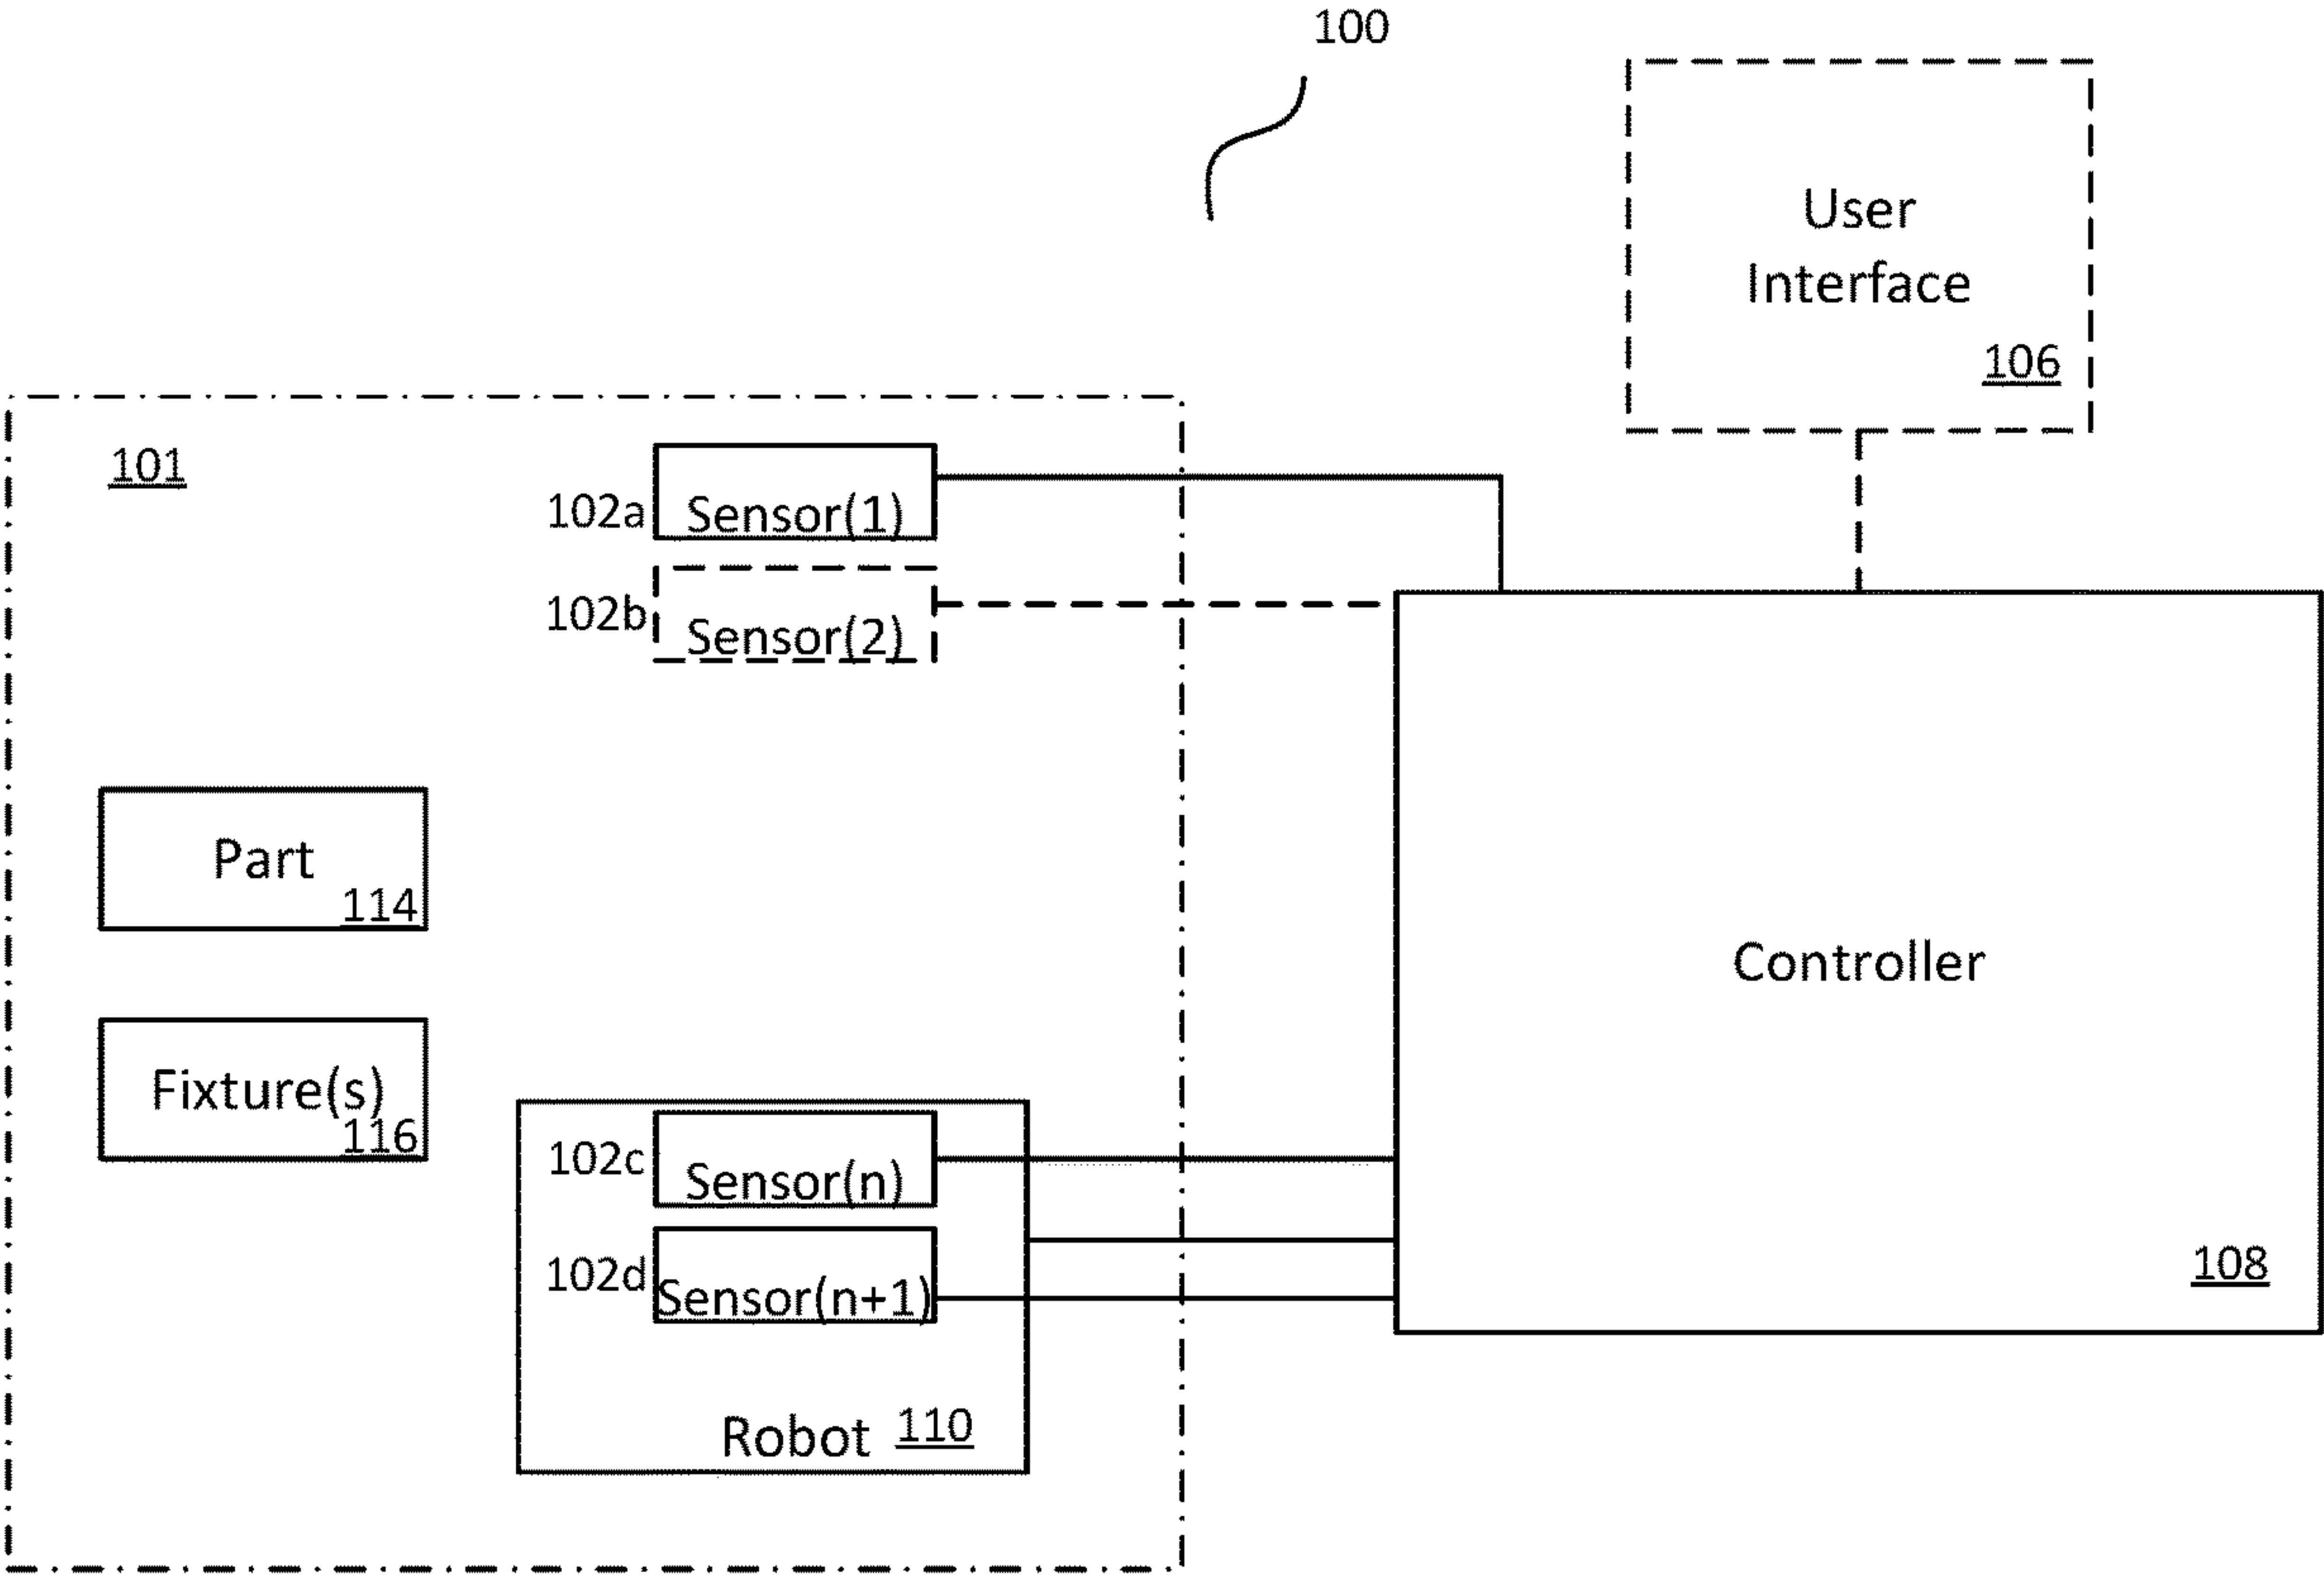 100
User
Interface
106
101
102a
Sensor(1)
102b
Sensor(2)
Part
114
Controller
Fixture(s)
116
102c
Sensor(n)
102d
Sensor(n+1)
108
Robot 110